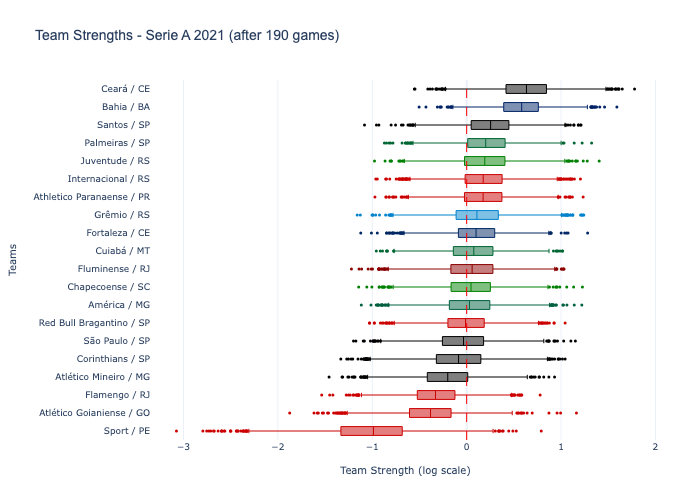 Team Strengths - Serie A 2021 (after 190 games)
Ceará / CE
Bahia / BA
Santos / SP
Palmeiras / SP
Juventude / RS
Internacional / RS
Athletico Paranaense / PR
Grêmio / RS
Fortaleza / CE
Cuiabá / MT
Fluminense / RJ
Chapecoense / SC
América / MG
Red Bull Bragantino / SP
São Paulo / SP
Corinthians / SP
Atlético Mineiro / MG
Flamengo / RJ
Atlético Goianiense / GO
Sport / PE
Teams
−3 −2 −1 0 1 2
Team Strength (log scale)